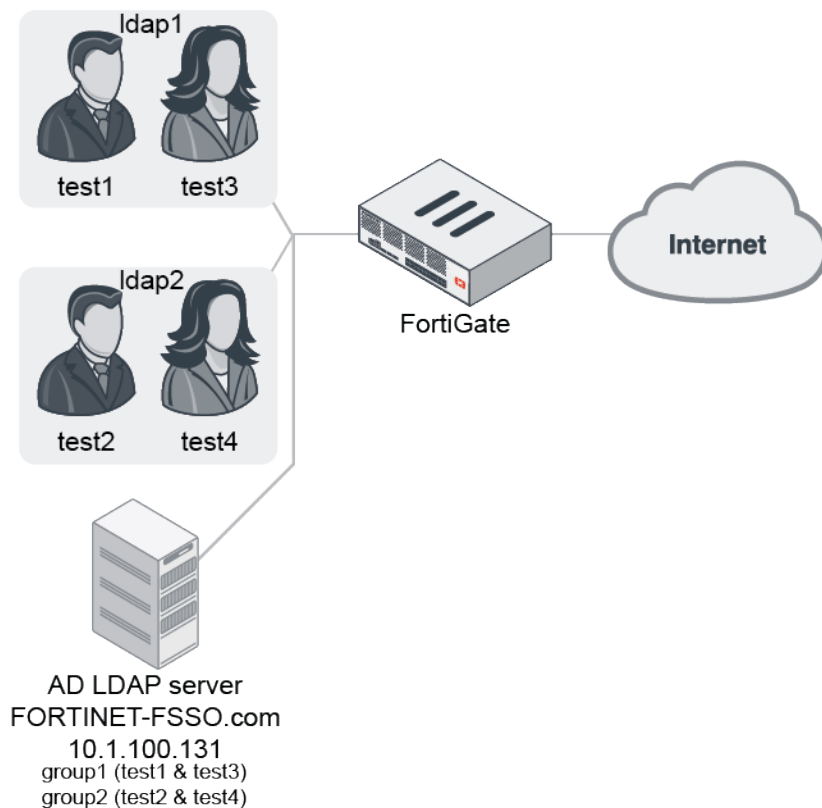 ldap1
test1 test3
ldap2
test2 test4
FortiGate
Internet
AD LDAP server
FORTINET-FSSO.com
10.1.100.131
group1 (test1 & test3)
group2 (test2 & test4)